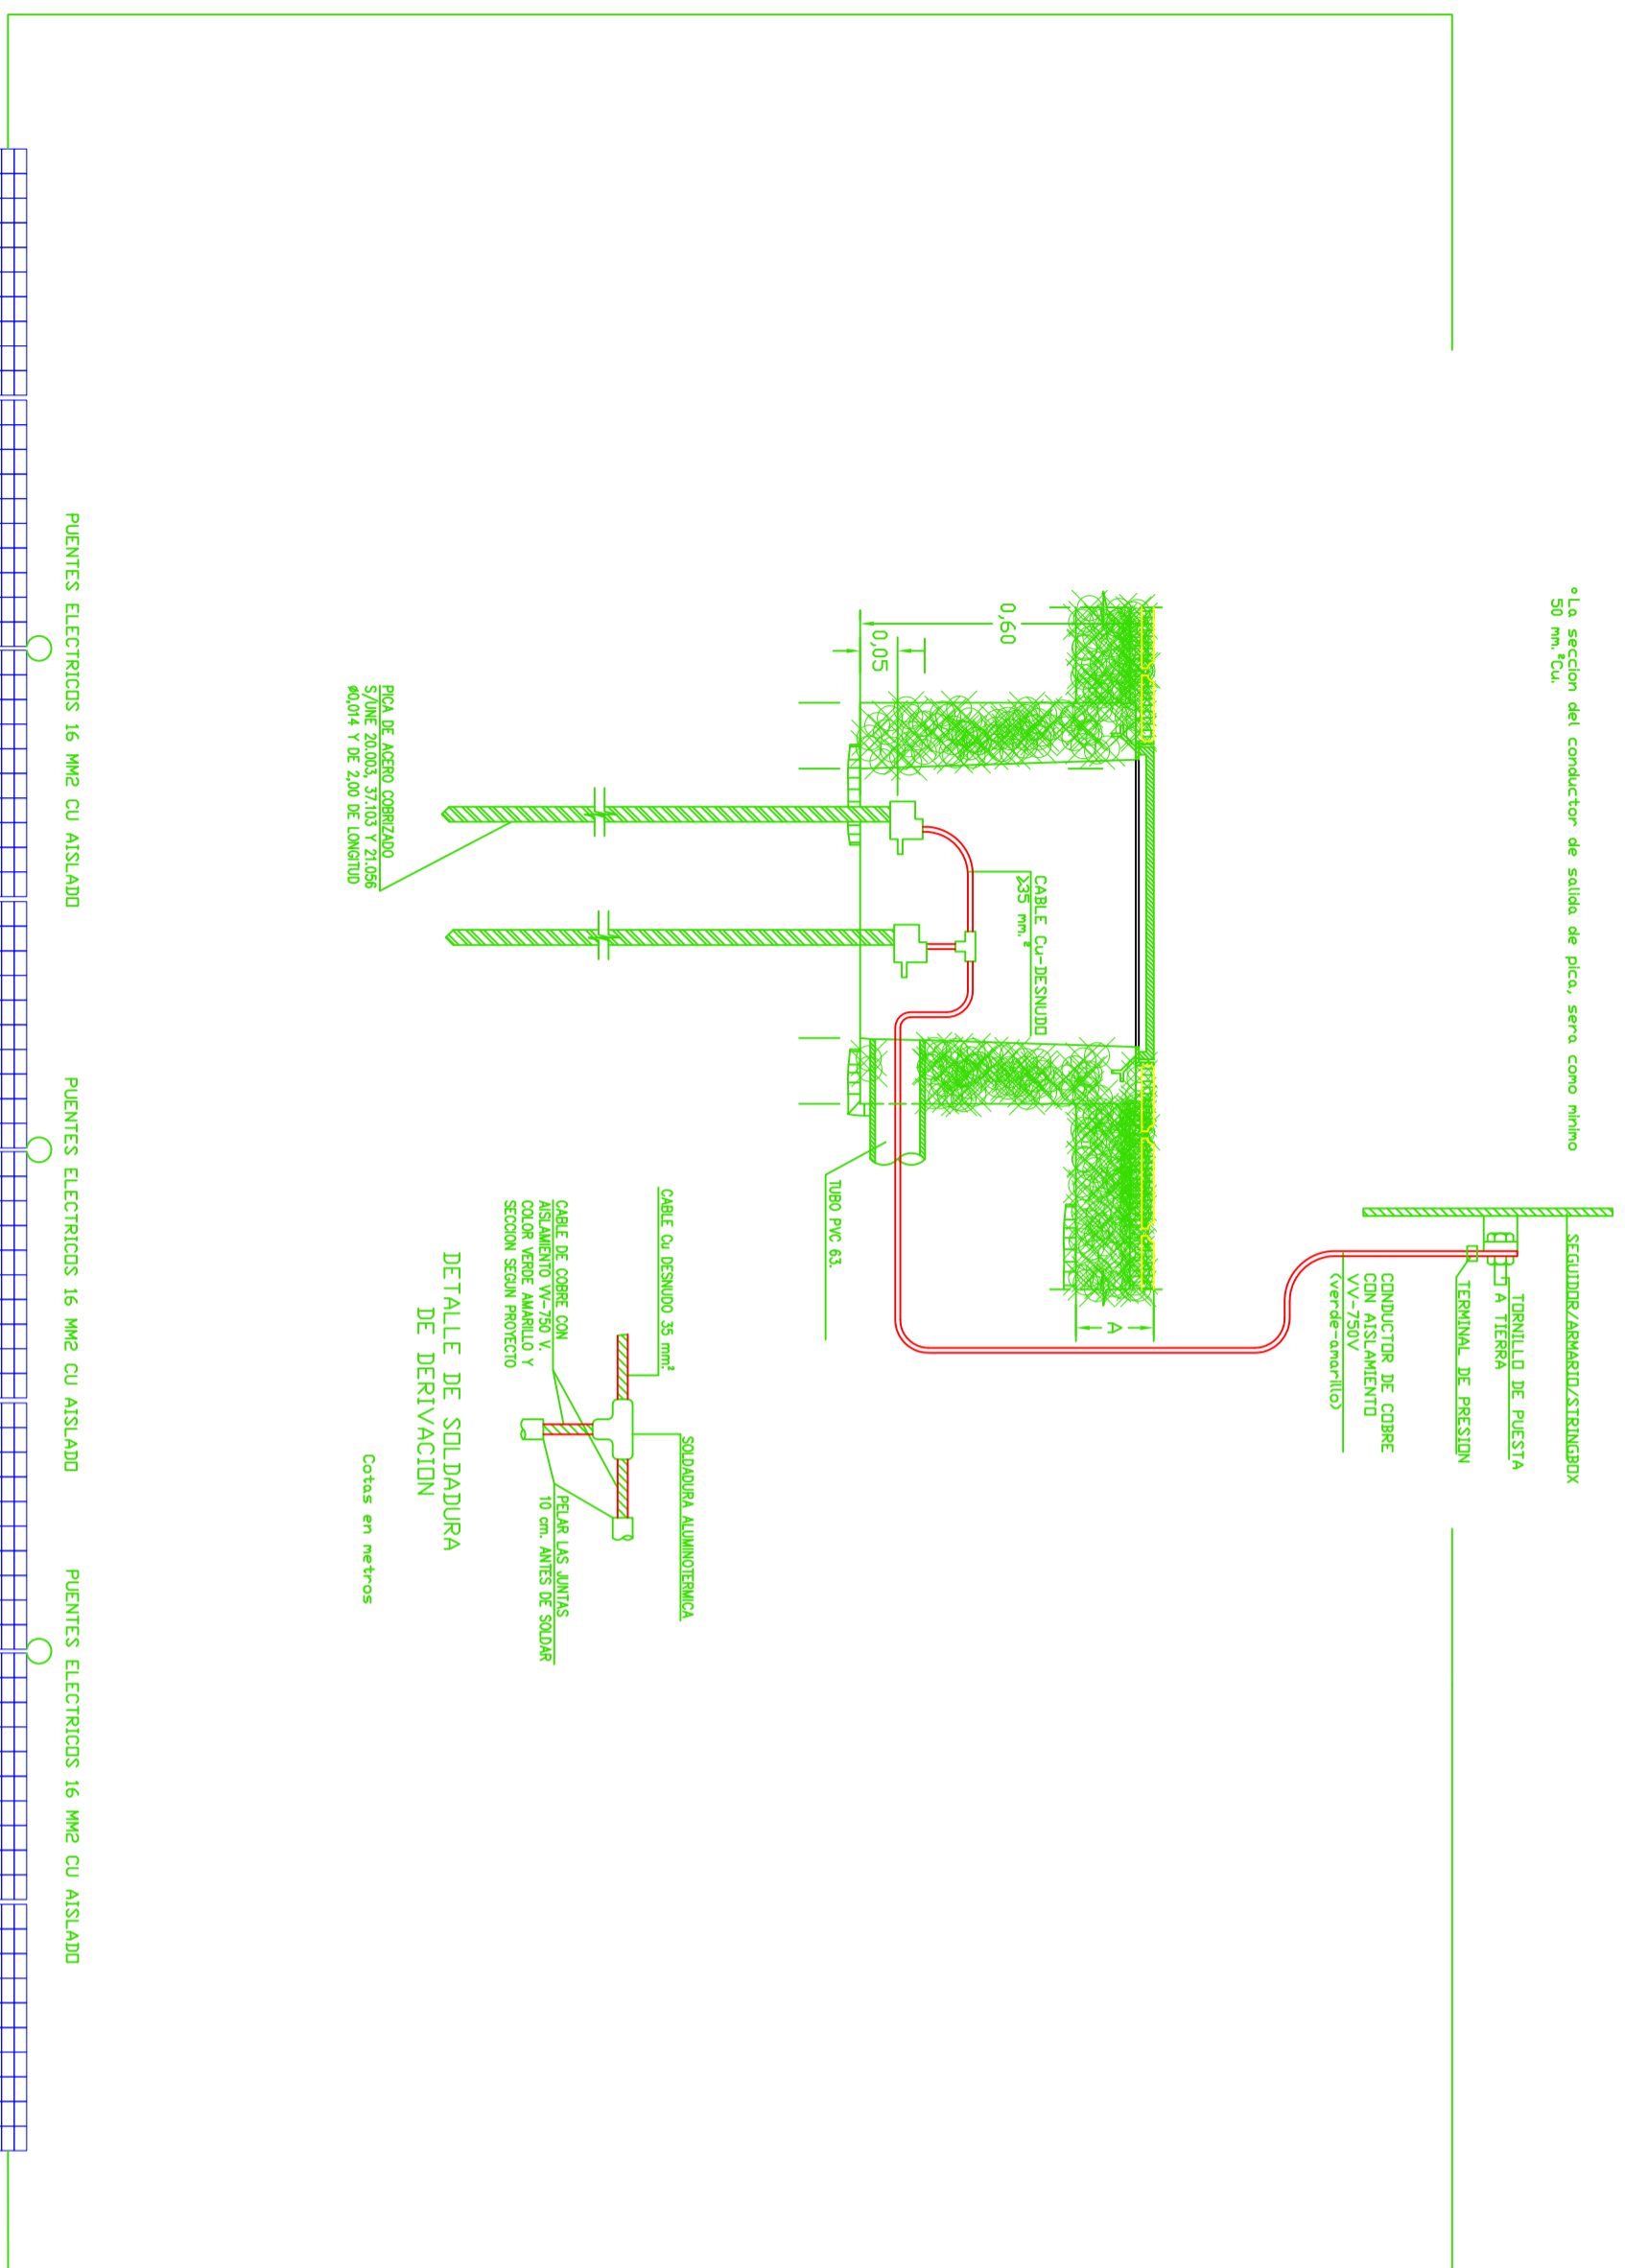 °La seccion del conductor de salida de pica, sera como minimo
50 mm.²Cu.
SEGUIDOR/ARMARIO/STRINGBOX
TORNILLO DE PUESTA
A TIERRA
TERMINAL DE PRESION
CONDUCTOR DE COBRE
CON AISLAMIENTO
VV-750V
(verde-amarillo)
A
0,60
0,05
CABLE Cu-DESNUDO
35 mm.²
TUBO PVC 63.
SOLDADURA ALUMINOTERMICA
CABLE Cu DESNUDO 35 mm.²
CABLE DE COBRE CON
AISLAMIENTO VV-750 V.
COLOR VERDE AMARILLO Y
SECCION SEGUN PROYECTO
PELAR LAS JUNTAS
10 cm. ANTES DE SOLDAR
DETALLE DE SOLDADURA
DE DERIVACION
PICA DE ACERO COBRIZADO
S/UNE 20.003, 37.103 Y 21.056
ø0,014 Y DE 2,00 DE LONGITUD
Cotas en metros
PUENTES ELECTRICOS 16 MM2 CU AISLADO
PUENTES ELECTRICOS 16 MM2 CU AISLADO
PUENTES ELECTRICOS 16 MM2 CU AISLADO